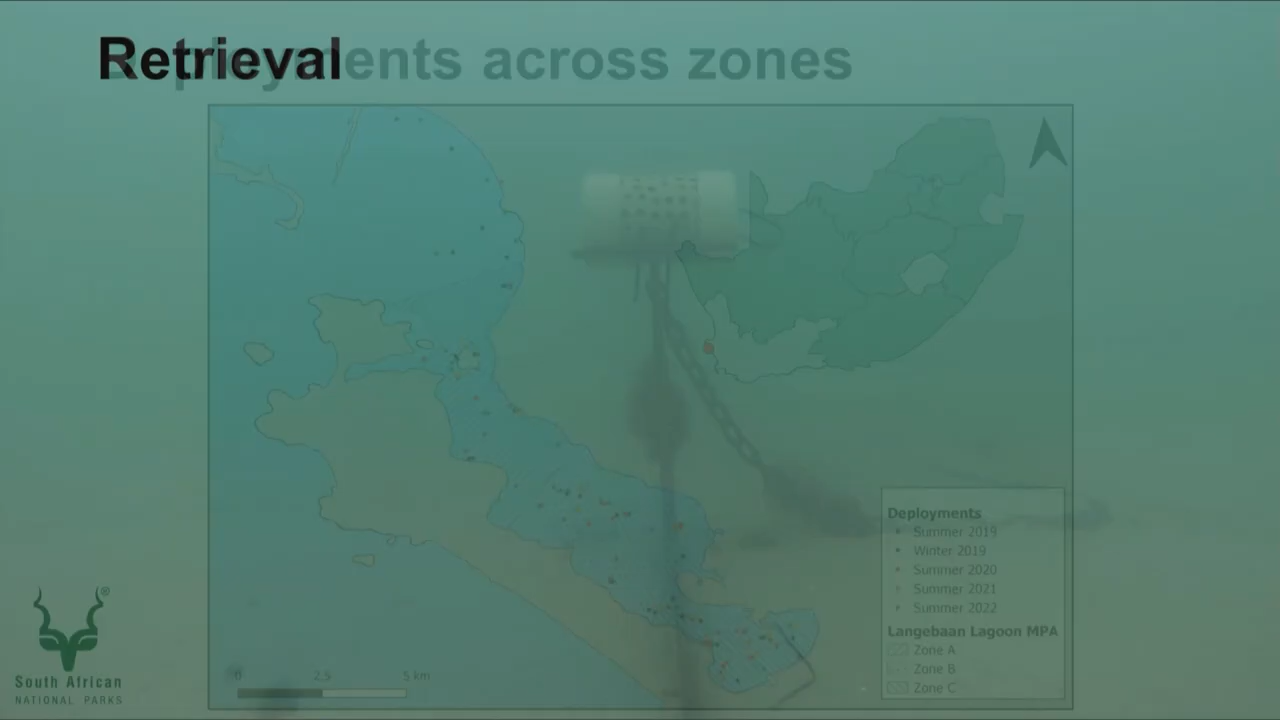 Retrieval
Deployments across zones
Deployments
Summer 2019
Winter 2019
Summer 2020
Summer 2021
Summer 2022
Langebaan Lagoon MPA
Zone A
Zone B
Zone C
0 2,5 5 km
South African
NATIONAL PARKS
®